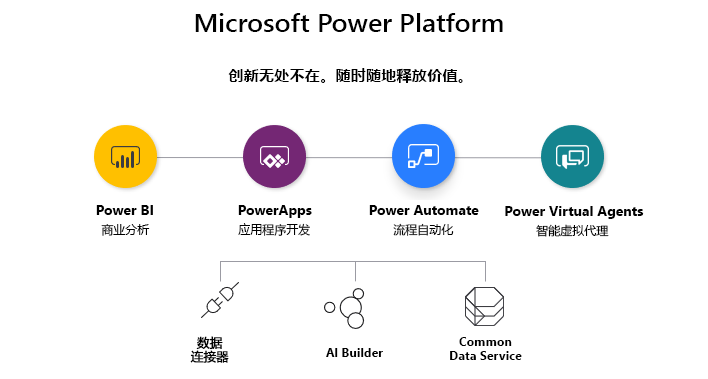 Microsoft Power Platform
创新无处不在。随时随地释放价值。
Power BI
商业分析
PowerApps
应用程序开发
Power Automate
流程自动化
Power Virtual Agents
智能虚拟代理
数据
连接器
AI Builder
Common
Data Service